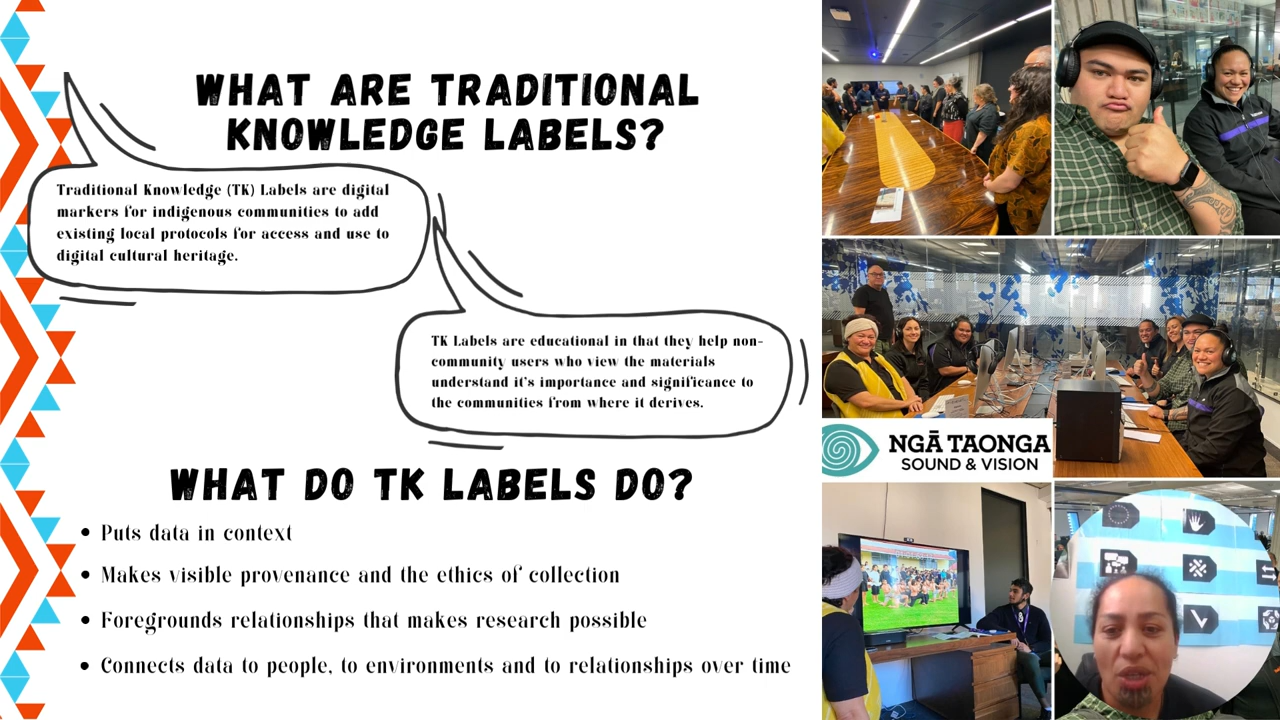 WHAT ARE TRADITIONAL
KNOWLEDGE LABELS?
Traditional Knowledge (TK) Labels are digital
markers for indigenous communities to add
existing local protocols for access and use to
digital cultural heritage.
TK Labels are educational in that they help non-
community users who view the materials
understand it's importance and significance to
the communities from where it derives.
WHAT DO TK LABELS DO?
Puts data in context
Makes visible provenance and the ethics of collection
Foregrounds relationships that makes research possible
Connects data to people, to environments and to relationships over time
NGĀ TAONGA
SOUND & VISION